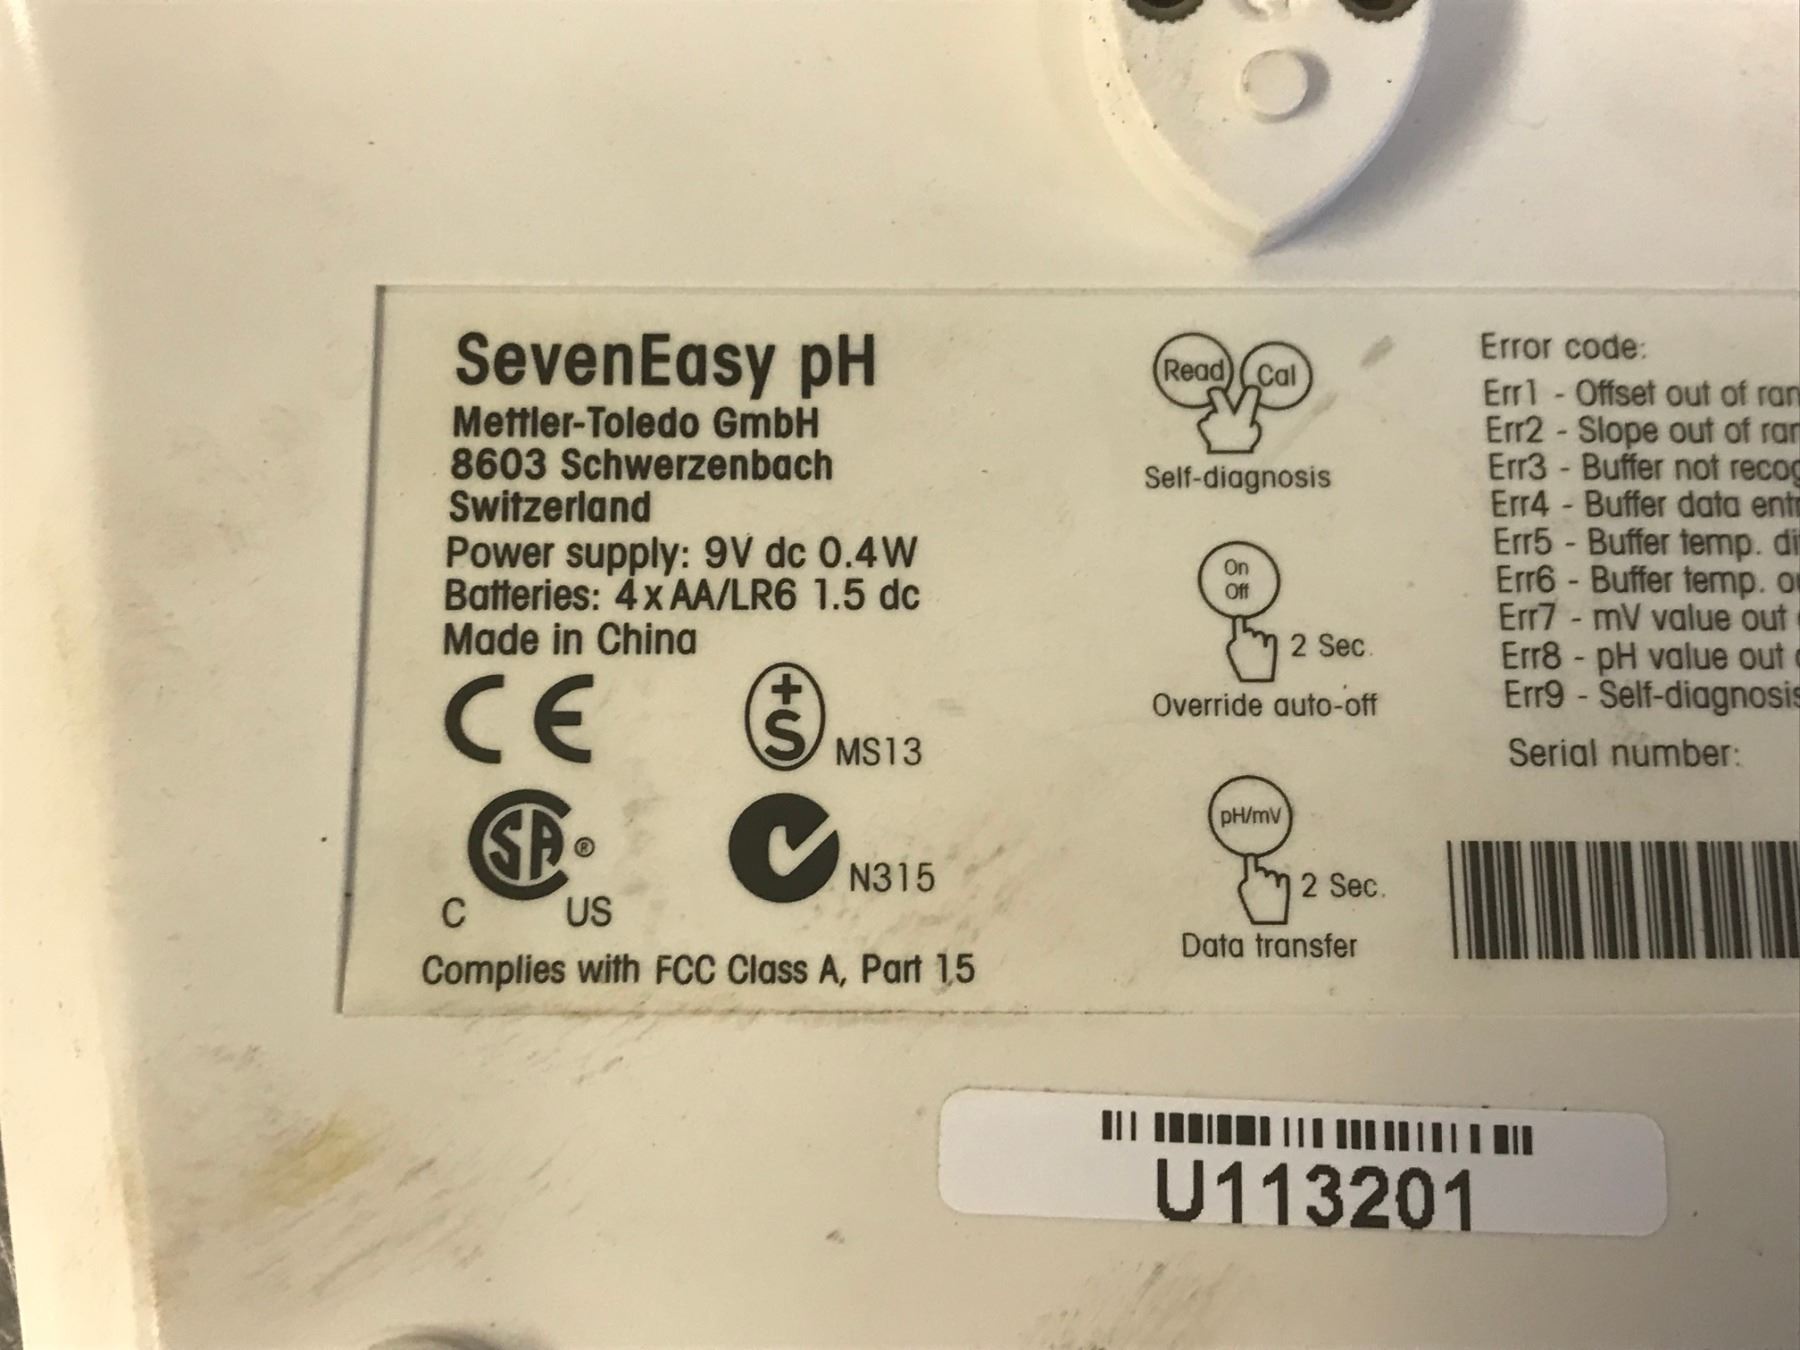 SevenEasy pH
Mettler-Toledo GmbH
8603 Schwerzenbach
Switzerland
Power supply: 9V dc 0.4W
Batteries: 4xAA/LR6 1.5 dc
Made in China
CE
+S MS13
SA ®
C US
N315
Complies with FCC Class A, Part 15
Read Cal
Self-diagnosis
On
Off
2 Sec.
Override auto-off
pH/mV
2 Sec.
Data transfer
Error code:
Err1 - Offset out of
Err2 - Slope out of
Err3 - Buffer not
Err4 - Buffer data
Err5 - Buffer temp.
Err6 - Buffer temp.
Err7 - mV value out
Err8 - pH value out
Err9 - Self-diagnosis
Serial number:
U113201